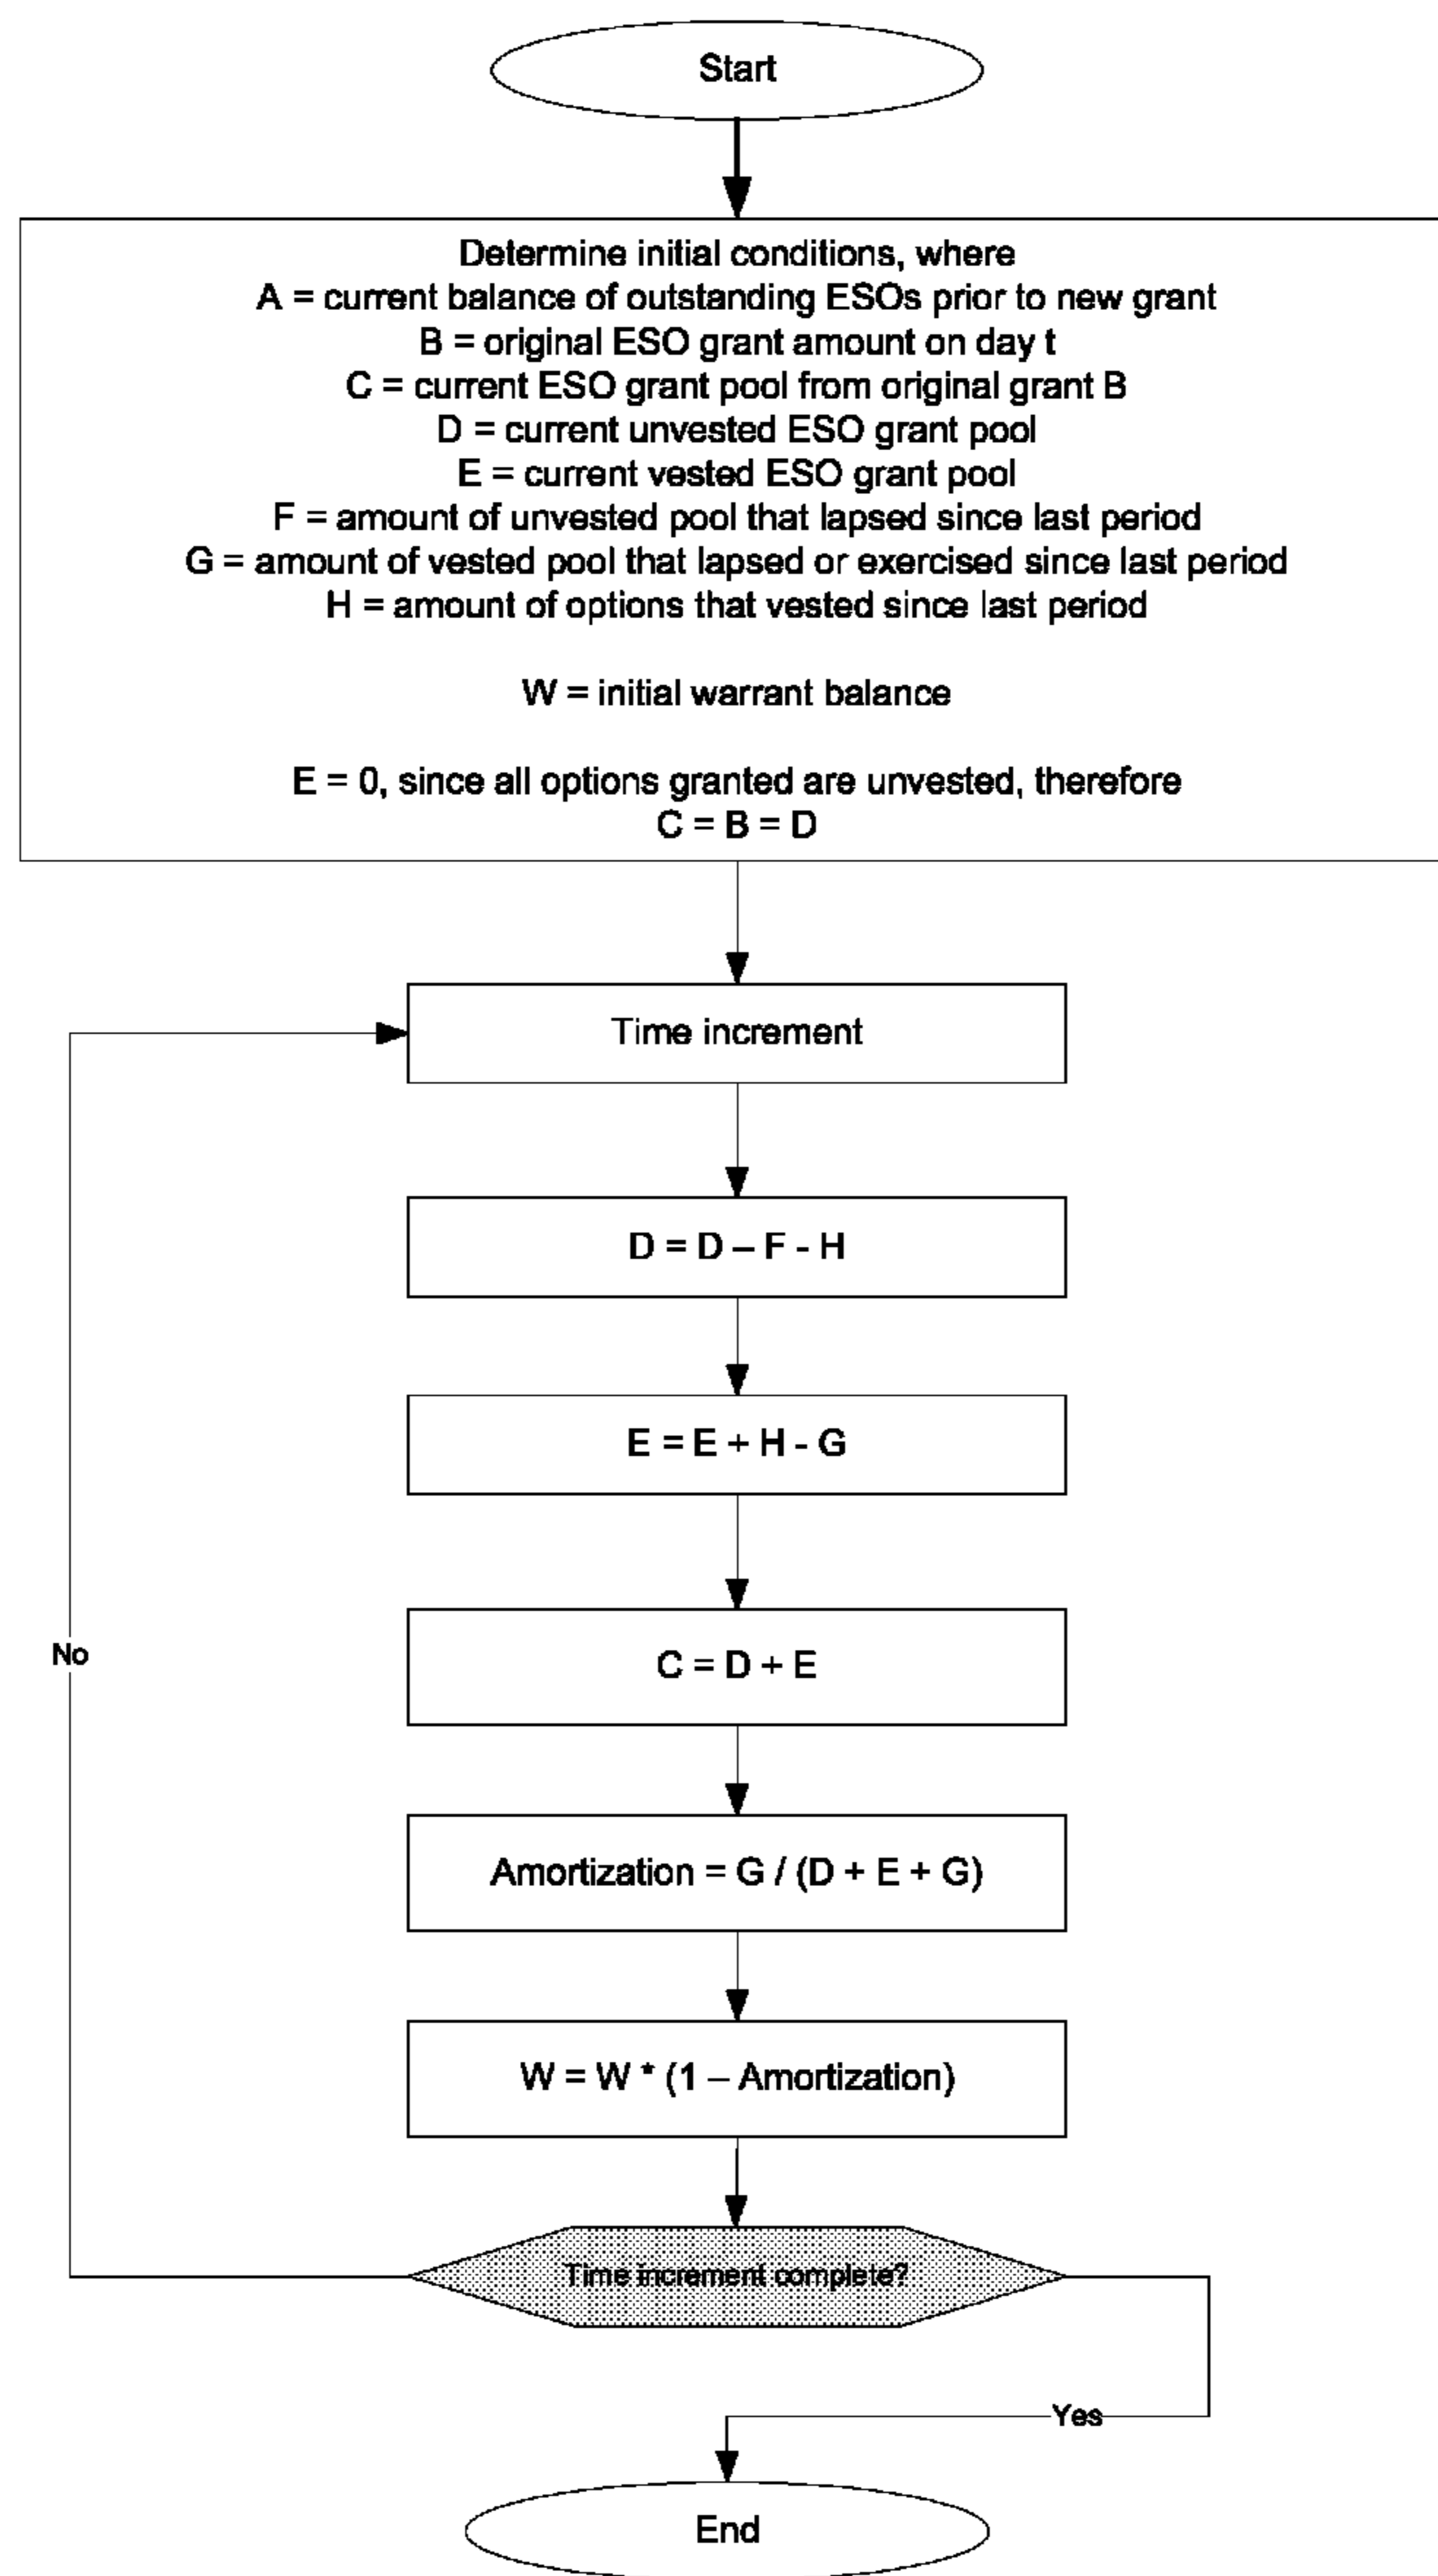 Start
Determine initial conditions, where
A = current balance of outstanding ESOs prior to new grant
B = original ESO grant amount on day t
C = current ESO grant pool from original grant B
D = current unvested ESO grant pool
E = current vested ESO grant pool
F = amount of unvested pool that lapsed since last period
G = amount of vested pool that lapsed or exercised since last period
H = amount of options that vested since last period
W = initial warrant balance
E = 0, since all options granted are unvested, therefore
C = B = D
Time increment
D = D – F - H
E = E + H - G
No
C = D + E
Amortization = G / (D + E + G)
W = W * (1 – Amortization)
Time increment complete?
Yes
End